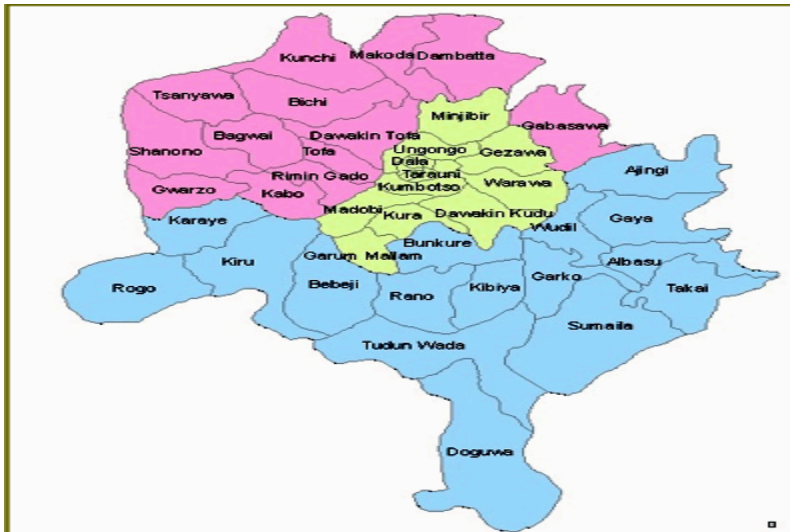 Kunchi
Makoda
Dambatta
Tsanyawa
Bichi
Minjibir
Gabasawa
Bagwai
Dawakin Tofa
Shanono
Tofa
Ungongo
Gezawa
Dala
Tarauni
Rimin Gado
Kumbotso
Warawa
Ajingi
Gwarzo
Kabo
Madobi
Kura
Dawakin Kudu
Karaye
Wudil
Gaya
Bunkure
Garum Mallam
Kiru
Albasu
Rogo
Bebeji
Rano
Kibiya
Garko
Takai
Sumaila
Tudun Wada
Doguwa